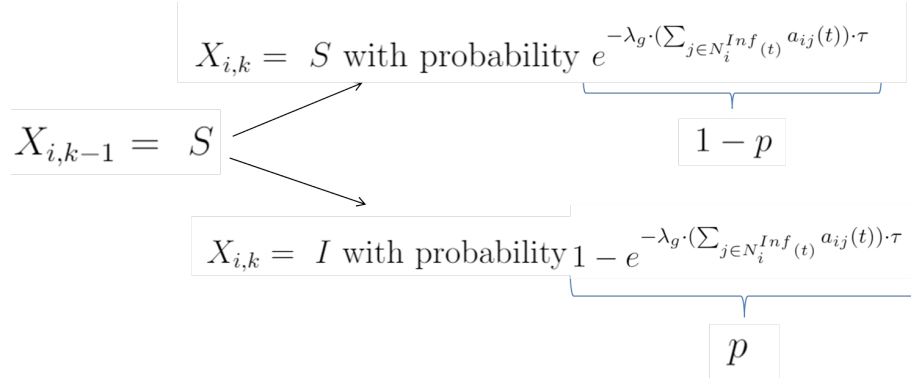 X_{i,k} = S with probability e^{-λ_g·(∑_{j∈N_i^{Inf}(t)} a_{ij}(t))·τ}
1 − p
X_{i,k−1} = S
X_{i,k} = I with probability 1 − e^{-λ_g·(∑_{j∈N_i^{Inf}(t)} a_{ij}(t))·τ}
p